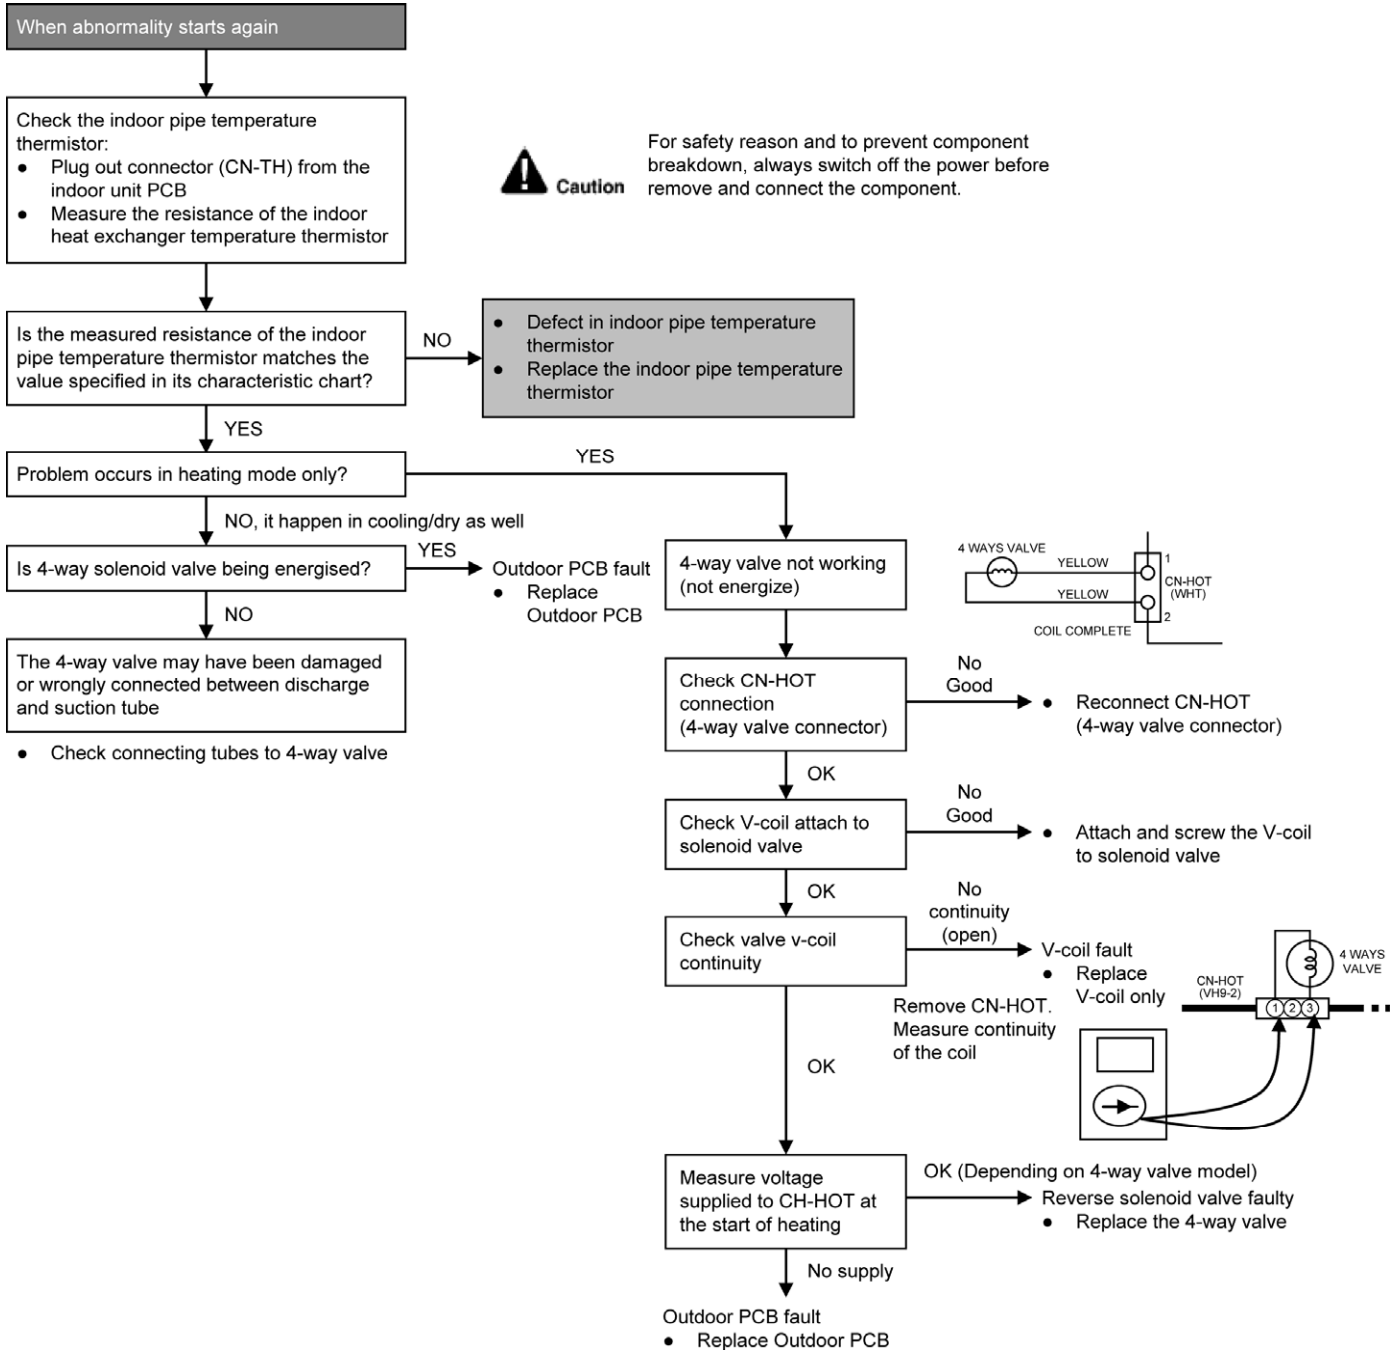 When abnormality starts again
Check the indoor pipe temperature
thermistor:
● Plug out connector (CN-TH) from the
indoor unit PCB
● Measure the resistance of the indoor
heat exchanger temperature thermistor
Caution
For safety reason and to prevent component
breakdown, always switch off the power before
remove and connect the component.
Is the measured resistance of the indoor
pipe temperature thermistor matches the
value specified in its characteristic chart?
NO
● Defect in indoor pipe temperature
thermistor
● Replace the indoor pipe temperature
thermistor
YES
Problem occurs in heating mode only?
YES
NO, it happen in cooling/dry as well
Is 4-way solenoid valve being energised?
YES
Outdoor PCB fault
● Replace
Outdoor PCB
NO
The 4-way valve may have been damaged
or wrongly connected between discharge
and suction tube
● Check connecting tubes to 4-way valve
4-way valve not working
(not energize)
4 WAYS VALVE
YELLOW
YELLOW
1
CN-HOT
(WHT)
2
COIL COMPLETE
Check CN-HOT
connection
(4-way valve connector)
No
Good
● Reconnect CN-HOT
(4-way valve connector)
OK
Check V-coil attach to
solenoid valve
No
Good
● Attach and screw the V-coil
to solenoid valve
OK
Check valve v-coil
continuity
No
continuity
(open)
V-coil fault
● Replace
V-coil only
Remove CN-HOT.
Measure continuity
of the coil
4 WAYS
VALVE
CN-HOT
(VH9-2)
1 2 3
OK
Measure voltage
supplied to CH-HOT at
the start of heating
OK (Depending on 4-way valve model)
Reverse solenoid valve faulty
● Replace the 4-way valve
No supply
Outdoor PCB fault
● Replace Outdoor PCB